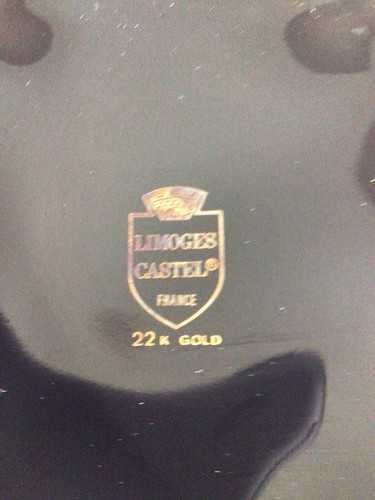 LIMOGES
CASTEL®
FRANCE
22K GOLD